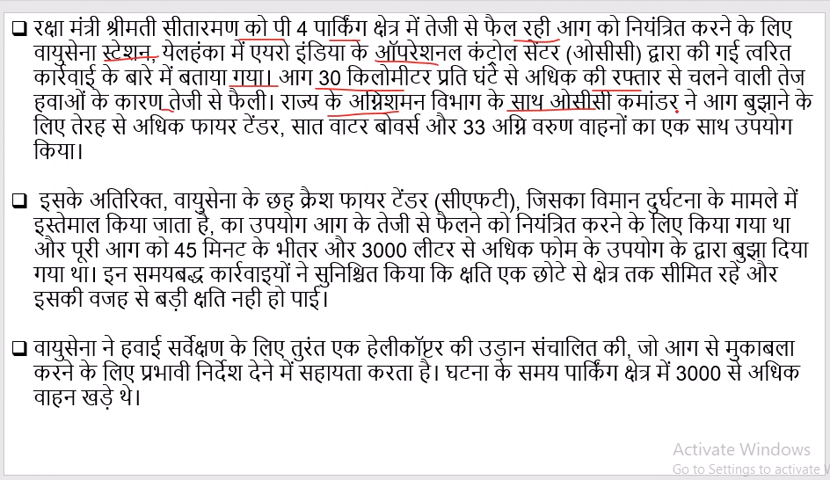 ❑ रक्षा मंत्री श्रीमती सीतारमण को पी 4 पार्किंग क्षेत्र में तेजी से फैल रही आग को नियंत्रित करने के लिए
वायुसेना स्टेशन, येलहंका में एयरो इंडिया के ऑपरेशनल कंट्रोल सेंटर (ओसीसी) द्वारा की गई त्वरित
कार्रवाई के बारे में बताया गया। आग 30 किलोमीटर प्रति घंटे से अधिक की रफ्तार से चलने वाली तेज
हवाओं के कारण तेजी से फैली। राज्य के अग्निशमन विभाग के साथ ओसीसी कमांडर ने आग बुझाने के
लिए तेरह से अधिक फायर टेंडर, सात वाटर बोवर्स और 33 अग्नि वरुण वाहनों का एक साथ उपयोग
किया।
❑ इसके अतिरिक्त, वायुसेना के छह क्रैश फायर टेंडर (सीएफटी), जिसका विमान दुर्घटना के मामले में
इस्तेमाल किया जाता है, का उपयोग आग के तेजी से फैलने को नियंत्रित करने के लिए किया गया था
और पूरी आग को 45 मिनट के भीतर और 3000 लीटर से अधिक फोम के उपयोग के द्वारा बुझा दिया
गया था। इन समयबद्ध कार्रवाइयों ने सुनिश्चित किया कि क्षति एक छोटे से क्षेत्र तक सीमित रहे और
इसकी वजह से बड़ी क्षति नही हो पाई।
❑ वायुसेना ने हवाई सर्वेक्षण के लिए तुरंत एक हेलीकॉप्टर की उड़ान संचालित की, जो आग से मुकाबला
करने के लिए प्रभावी निर्देश देने में सहायता करता है। घटना के समय पार्किंग क्षेत्र में 3000 से अधिक
वाहन खड़े थे।
Activate Windows
Go to Settings to activate W